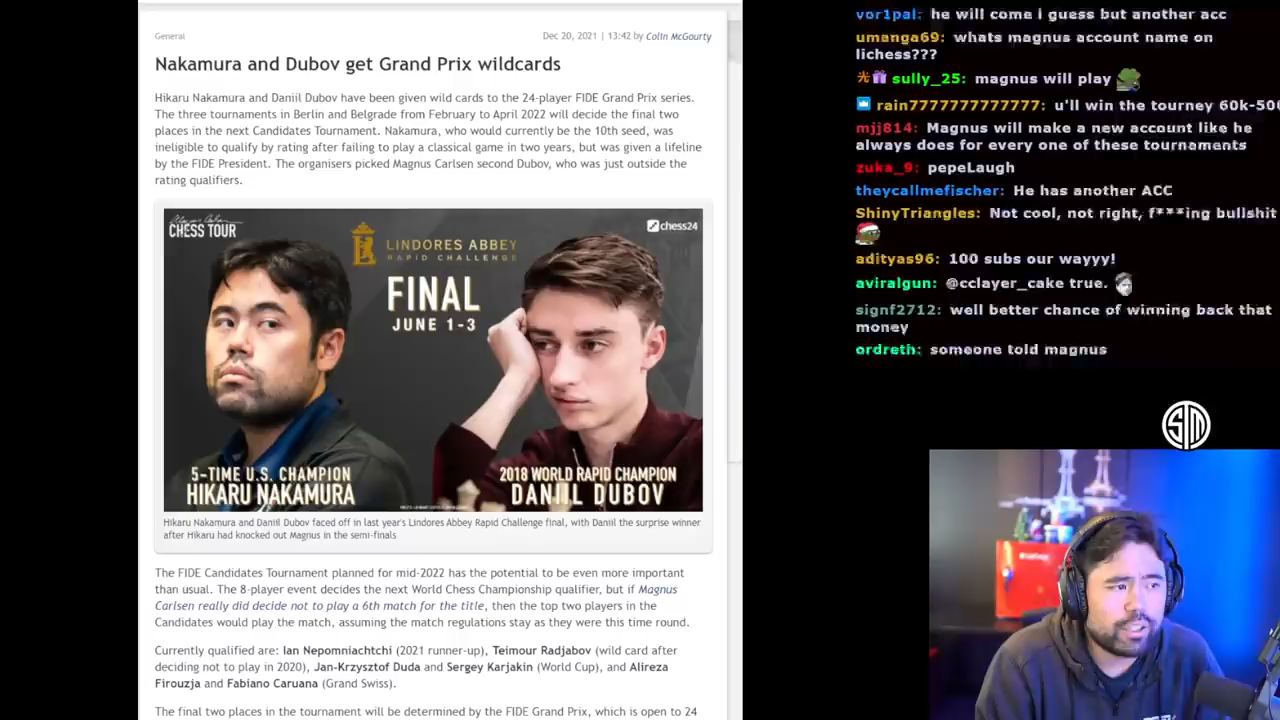 General
Dec 20, 2021 | 13:42 by Colin McGourty
Nakamura and Dubov get Grand Prix wildcards
Hikaru Nakamura and Daniil Dubov have been given wild cards to the 24-player FIDE Grand Prix series.
The three tournaments in Berlin and Belgrade from February to April 2022 will decide the final two
places in the next Candidates Tournament. Nakamura, who would currently be the 10th seed, was
ineligible to qualify by rating after failing to play a classical game in two years, but was given a lifeline
by the FIDE President. The organisers picked Magnus Carlsen second Dubov, who was just outside the
rating qualifiers.
CHESS TOUR
LINDORES ABBEY
RAPID CHALLENGE
chess24
FINAL
JUNE 1-3
5-TIME U.S. CHAMPION
HIKARU NAKAMURA
2018 WORLD RAPID CHAMPION
DANIIL DUBOV
Hikaru Nakamura and Daniil Dubov faced off in last year's Lindores Abbey Rapid Challenge final, with Daniil the surprise winner
after Hikaru had knocked out Magnus in the semi-finals
The FIDE Candidates Tournament planned for mid-2022 has the potential to be even more important
than usual. The 8-player event decides the next World Chess Championship qualifier, but if Magnus
Carlsen really did decide not to play a 6th match for the title, then the top two players in the
Candidates would play the match, assuming the match regulations stay as they were this time round.
Currently qualified are: Ian Nepomniachtchi (2021 runner-up), Teimour Radjabov (wild card after
deciding not to play in 2020), Jan-Krzysztof Duda and Sergey Karjakin (World Cup), and Alireza
Firouzja and Fabiano Caruana (Grand Swiss).
The final two places in the tournament will be determined by the FIDE Grand Prix, which is open to 24
vor1pal: he will come i guess but another acc
umanga69: whats magnus account name on
lichess???
sully_25: magnus will play
rain7777777777777: u'll win the tourney 60k-500
mjj814: Magnus will make a new account like he
always does for every one of these tournaments
zuka_9: pepeLaugh
theycallmefischer: He has another ACC
ShinyTriangles: Not cool, not right, f***ing bullshit
adityas96: 100 subs our wayyy!
aviralgun: @cclayer_cake true.
signf2712: well better chance of winning back that
money
ordreth: someone told magnus
TSM